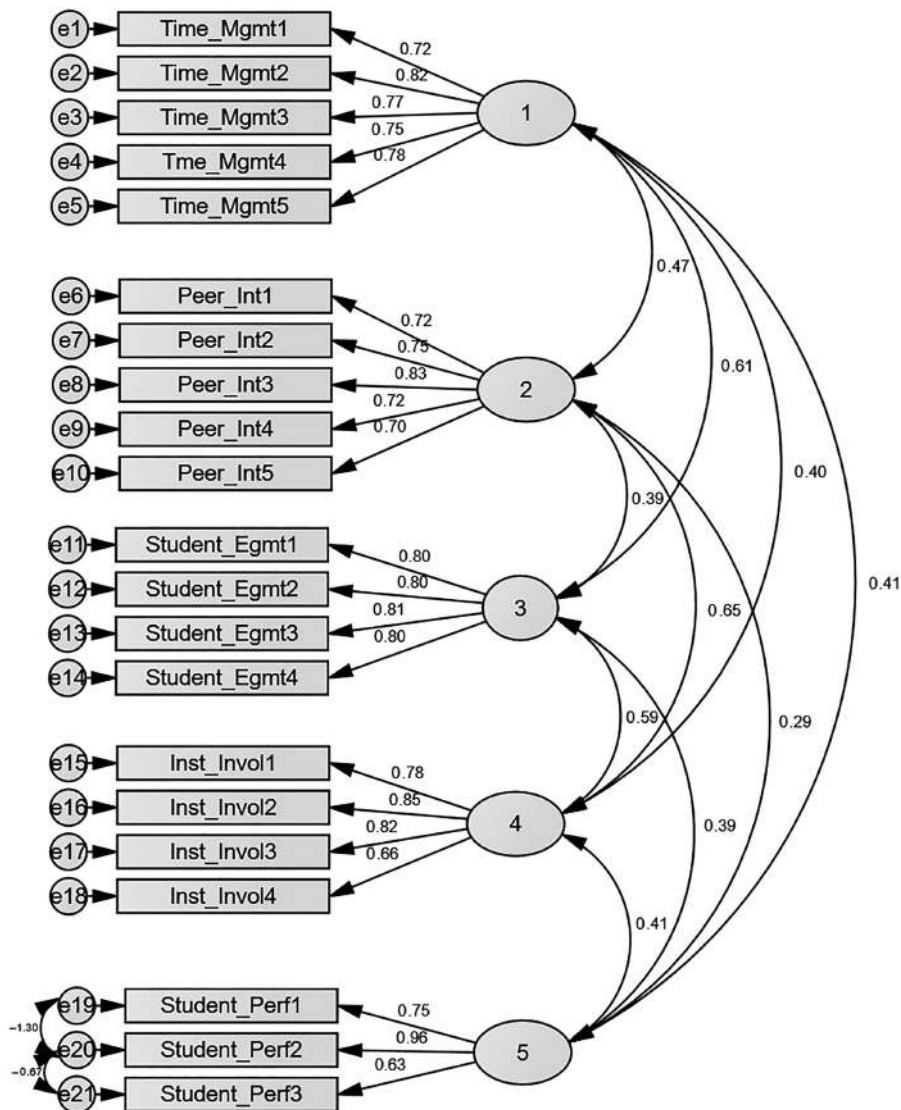 e1 Time_Mgmt1
0.72
e2 Time_Mgmt2
0.82
e3 Time_Mgmt3
0.77
1
e4 Tme_Mgmt4
0.75
e5 Time_Mgmt5
0.78
0.47
e6 Peer_Int1
0.72
e7 Peer_Int2
0.75
e8 Peer_Int3
0.83
2
0.61
e9 Peer_Int4
0.72
e10 Peer_Int5
0.70
0.40
0.39
e11 Student_Egmt1
0.80
e12 Student_Egmt2
0.80
0.41
e13 Student_Egmt3
0.81
3
0.65
e14 Student_Egmt4
0.80
0.59
0.29
e15 Inst_Invol1
0.78
e16 Inst_Invol2
0.85
4
0.39
e17 Inst_Invol3
0.82
e18 Inst_Invol4
0.66
0.41
e19 Student_Perf1
0.75
-1.30
e20 Student_Perf2
0.96
5
-0.67
e21 Student_Perf3
0.63